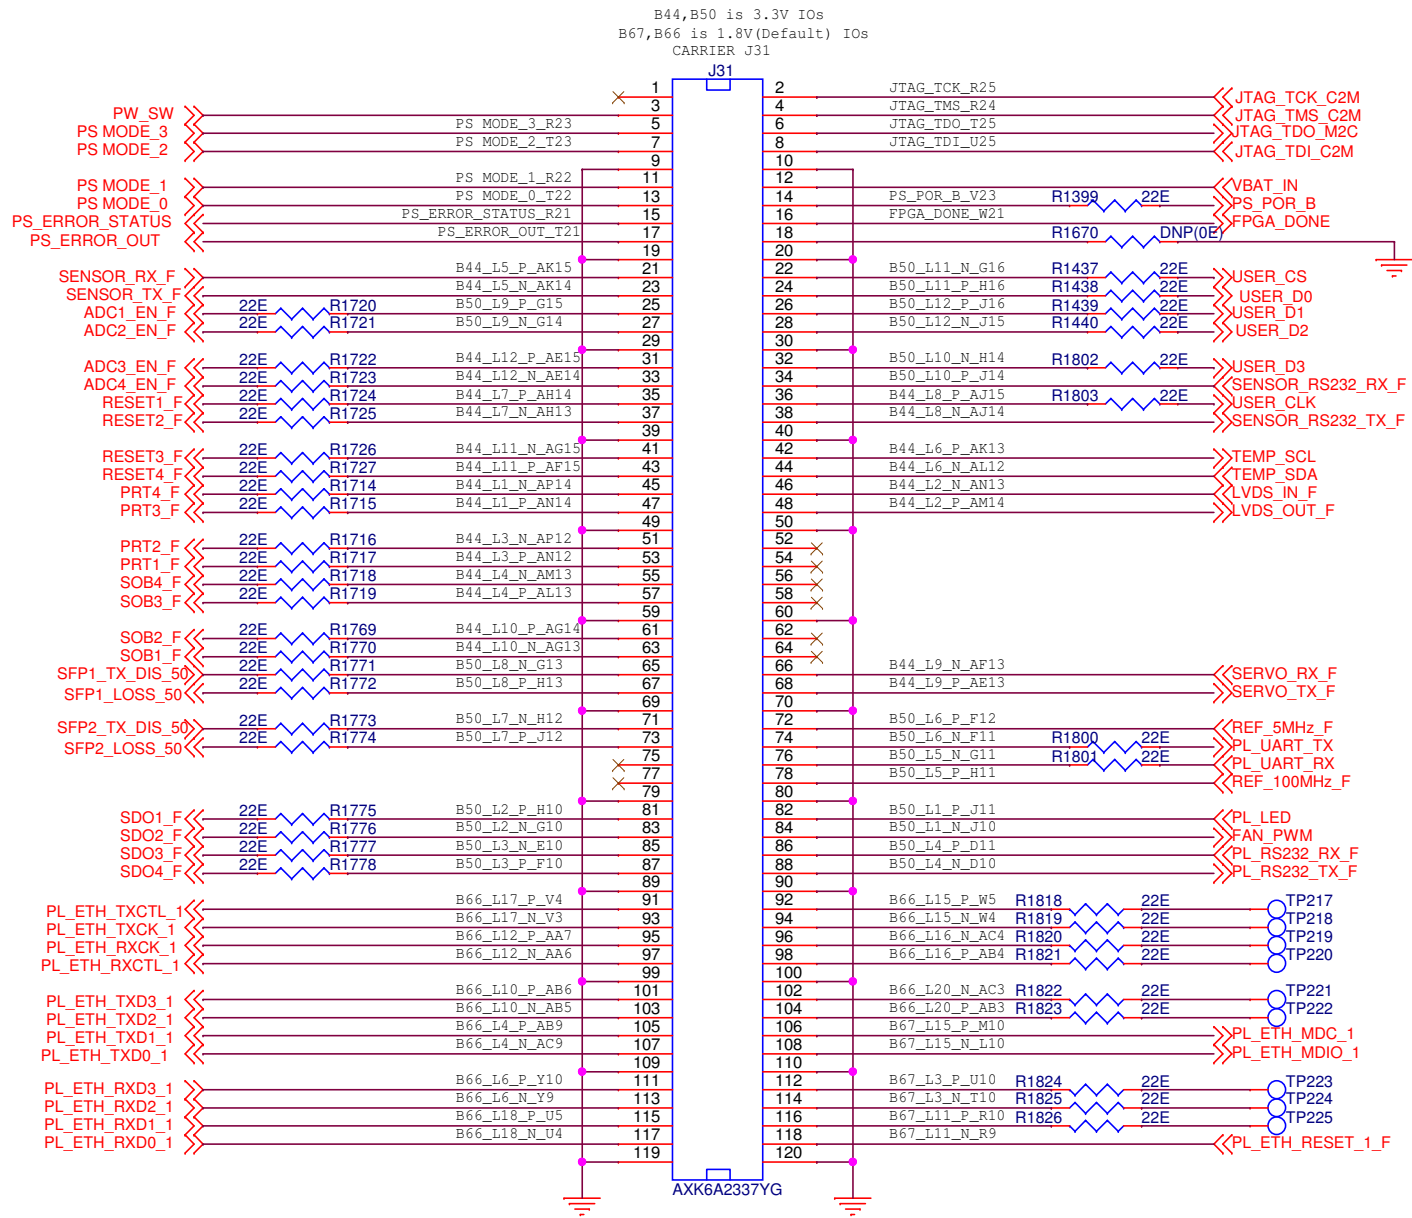 B44,B50 is 3.3V IOs
B67,B66 is 1.8V(Default) IOs
CARRIER J31
J31
1 2 JTAG_TCK_R25 JTAG_TCK_C2M
PW_SW 3 4 JTAG_TMS_R24 JTAG_TMS_C2M
PS MODE_3 PS MODE_3_R23 5 6 JTAG_TDO_T25 JTAG_TDO_M2C
PS MODE_2 PS MODE_2_T23 7 8 JTAG_TDI_U25 JTAG_TDI_C2M
9 10
PS MODE_1 PS MODE_1_R22 11 12 VBAT_IN
PS MODE_0 PS MODE_0_T22 13 14 PS_POR_B_V23 R1399 22E PS_POR_B
PS_ERROR_STATUS PS_ERROR_STATUS_R21 15 16 FPGA_DONE_W21 FPGA_DONE
PS_ERROR_OUT PS_ERROR_OUT_T21 17 18 R1670 DNP(0E)
19 20
SENSOR_RX_F B44_L5_P_AK15 21 22 B50_L11_N_G16 R1437 22E USER_CS
SENSOR_TX_F B44_L5_N_AK14 23 24 B50_L11_P_H16 R1438 22E USER_D0
ADC1_EN_F 22E R1720 B50_L9_P_G15 25 26 B50_L12_P_J16 R1439 22E USER_D1
ADC2_EN_F 22E R1721 B50_L9_N_G14 27 28 B50_L12_N_J15 R1440 22E USER_D2
29 30
ADC3_EN_F 22E R1722 B44_L12_P_AE15 31 32 B50_L10_N_H14 R1802 22E USER_D3
ADC4_EN_F 22E R1723 B44_L12_N_AE14 33 34 B50_L10_P_J14 SENSOR_RS232_RX_F
RESET1_F 22E R1724 B44_L7_P_AH14 35 36 B44_L8_P_AJ15 R1803 22E USER_CLK
RESET2_F 22E R1725 B44_L7_N_AH13 37 38 B44_L8_N_AJ14 SENSOR_RS232_TX_F
39 40
RESET3_F 22E R1726 B44_L11_N_AG15 41 42 B44_L6_P_AK13 TEMP_SCL
RESET4_F 22E R1727 B44_L11_P_AF15 43 44 B44_L6_N_AL12 TEMP_SDA
PRT4_F 22E R1714 B44_L1_N_AP14 45 46 B44_L2_N_AN13 LVDS_IN_F
PRT3_F 22E R1715 B44_L1_P_AN14 47 48 B44_L2_P_AM14 LVDS_OUT_F
49 50
PRT2_F 22E R1716 B44_L3_N_AP12 51 52
PRT1_F 22E R1717 B44_L3_P_AN12 53 54
SOB4_F 22E R1718 B44_L4_N_AM13 55 56
SOB3_F 22E R1719 B44_L4_P_AL13 57 58
59 60
SOB2_F 22E R1769 B44_L10_P_AG14 61 62
SOB1_F 22E R1770 B44_L10_N_AG13 63 64
SFP1_TX_DIS_50 22E R1771 B50_L8_N_G13 65 66 B44_L9_N_AF13 SERVO_RX_F
SFP1_LOSS_50 22E R1772 B50_L8_P_H13 67 68 B44_L9_P_AE13 SERVO_TX_F
69 70
SFP2_TX_DIS_50 22E R1773 B50_L7_N_H12 71 72 B50_L6_P_F12 REF_5MHz_F
SFP2_LOSS_50 22E R1774 B50_L7_P_J12 73 74 B50_L6_N_F11 R1800 22E PL_UART_TX
75 76 B50_L5_N_G11 R1801 22E PL_UART_RX
77 78 B50_L5_P_H11 REF_100MHz_F
79 80
SDO1_F 22E R1775 B50_L2_P_H10 81 82 B50_L1_P_J11 PL_LED
SDO2_F 22E R1776 B50_L2_N_G10 83 84 B50_L1_N_J10 FAN_PWM
SDO3_F 22E R1777 B50_L3_N_E10 85 86 B50_L4_P_D11 PL_RS232_RX_F
SDO4_F 22E R1778 B50_L3_P_F10 87 88 B50_L4_N_D10 PL_RS232_TX_F
89 90
PL_ETH_TXCTL_1 B66_L17_P_V4 91 92 B66_L15_P_W5 R1818 22E TP217
PL_ETH_TXCK_1 B66_L17_N_V3 93 94 B66_L15_N_W4 R1819 22E TP218
PL_ETH_RXCK_1 B66_L12_P_AA7 95 96 B66_L16_N_AC4 R1820 22E TP219
PL_ETH_RXCTL_1 B66_L12_N_AA6 97 98 B66_L16_P_AB4 R1821 22E TP220
99 100
PL_ETH_TXD3_1 B66_L10_P_AB6 101 102 B66_L20_N_AC3 R1822 22E TP221
PL_ETH_TXD2_1 B66_L10_N_AB5 103 104 B66_L20_P_AB3 R1823 22E TP222
PL_ETH_TXD1_1 B66_L4_P_AB9 105 106 B67_L15_P_M10 PL_ETH_MDC_1
PL_ETH_TXD0_1 B66_L4_N_AC9 107 108 B67_L15_N_L10 PL_ETH_MDIO_1
109 110
PL_ETH_RXD3_1 B66_L6_P_Y10 111 112 B67_L3_P_U10 R1824 22E TP223
PL_ETH_RXD2_1 B66_L6_N_Y9 113 114 B67_L3_N_T10 R1825 22E TP224
PL_ETH_RXD1_1 B66_L18_P_U5 115 116 B67_L11_P_R10 R1826 22E TP225
PL_ETH_RXD0_1 B66_L18_N_U4 117 118 B67_L11_N_R9 PL_ETH_RESET_1_F
119 120
AXK6A2337YG